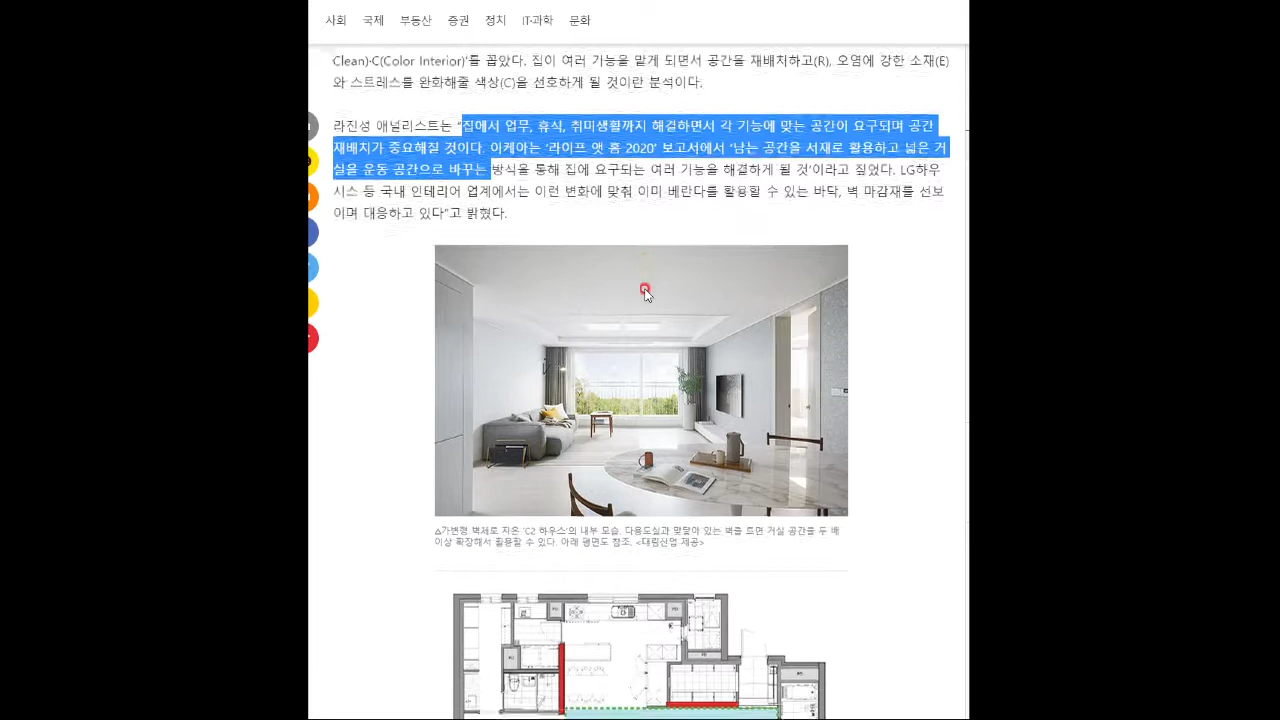 사회 국제 부동산 증권 정치 IT·과학 문화
Clean)·C(Color Interior)'를 꼽았다. 집이 여러 기능을 맡게 되면서 공간을 재배치하고(R), 오염에 강한 소재(E)
와 스트레스를 완화해줄 색상(C)을 선호하게 될 것이란 분석이다.
라진성 애널리스트는 "집에서 업무, 휴식, 취미생활까지 해결하면서 각 기능에 맞는 공간이 요구되며 공간
재배치가 중요해질 것이다. 이케아는 '라이프 앳 홈 2020' 보고서에서 '남는 공간을 서재로 활용하고 넓은 거
실을 운동 공간으로 바꾸는 방식을 통해 집에 요구되는 여러 기능을 해결하게 될 것'이라고 짚었다. LG하우
시스 등 국내 인테리어 업계에서는 이런 변화에 맞춰 이미 베란다를 활용할 수 있는 바닥, 벽 마감재를 선보
이며 대응하고 있다"고 밝혔다.
△가변형 벽체로 지은 'C2 하우스'의 내부 모습. 다용도실과 맞닿아 있는 벽을 트면 거실 공간을 두 배
이상 확장해서 활용할 수 있다. 아래 평면도 참조. <대림산업 제공>